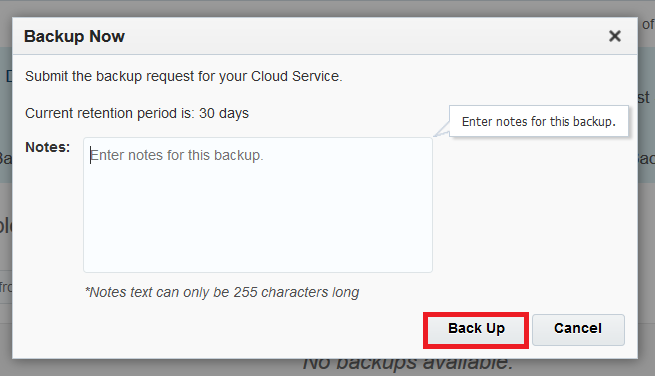 Backup Now
of
Submit the backup request for your Cloud Service.
Current retention period is: 30 days
Enter notes for this backup.
Notes:
Enter notes for this backup.
*Notes text can only be 255 characters long
Back Up
Cancel
No backups available.